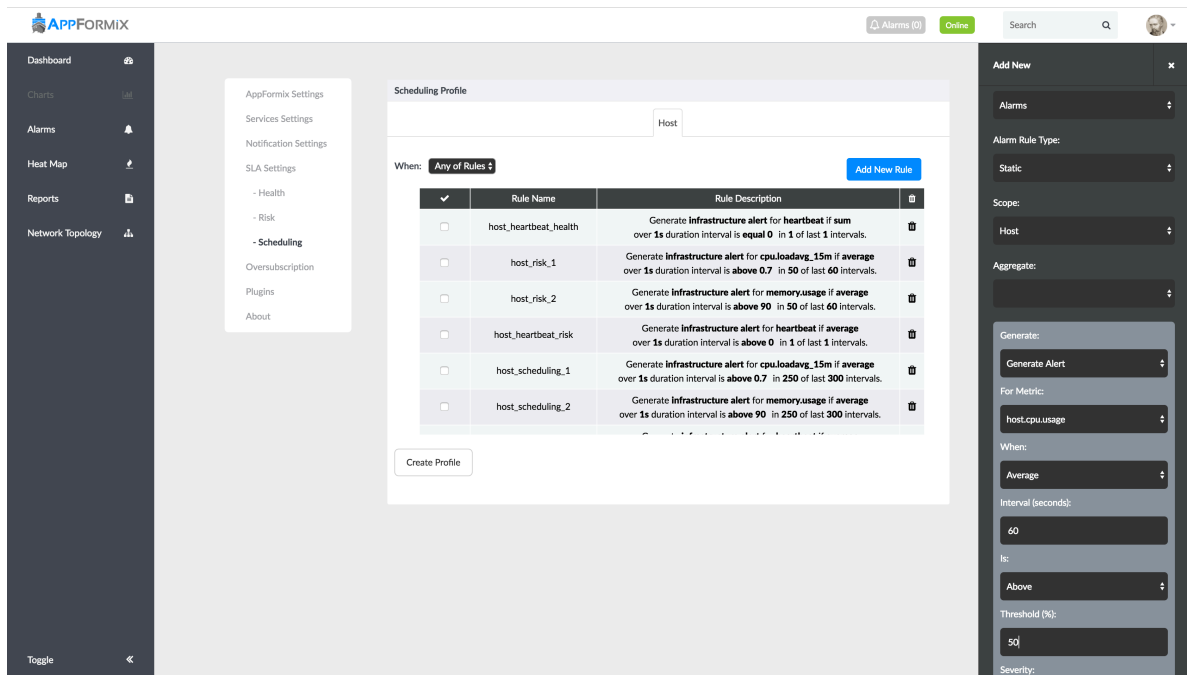 APPFORMIX
Alarms (0)
Online
Search
Dashboard
Charts
Alarms
Heat Map
Reports
Network Topology
Toggle
AppFormix Settings
Services Settings
Notification Settings
SLA Settings
- Health
- Risk
- Scheduling
Oversubscription
Plugins
About
Scheduling Profile
Host
When: Any of Rules
Add New Rule
Rule Name Rule Description
host_heartbeat_health Generate infrastructure alert for heartbeat if sum
over 1s duration interval is equal 0 in 1 of last 1 intervals.
host_risk_1 Generate infrastructure alert for cpu.loadavg_15m if average
over 1s duration interval is above 0.7 in 50 of last 60 intervals.
host_risk_2 Generate infrastructure alert for memory.usage if average
over 1s duration interval is above 90 in 50 of last 60 intervals.
host_heartbeat_risk Generate infrastructure alert for heartbeat if average
over 1s duration interval is above 0 in 1 of last 1 intervals.
host_scheduling_1 Generate infrastructure alert for cpu.loadavg_15m if average
over 1s duration interval is above 0.7 in 250 of last 300 intervals.
host_scheduling_2 Generate infrastructure alert for memory.usage if average
over 1s duration interval is above 90 in 250 of last 300 intervals.
Create Profile
Add New
Alarms
Alarm Rule Type:
Static
Scope:
Host
Aggregate:
Generate:
Generate Alert
For Metric:
host.cpu.usage
When:
Average
Interval (seconds):
60
Is:
Above
Threshold (%):
50
Severity: